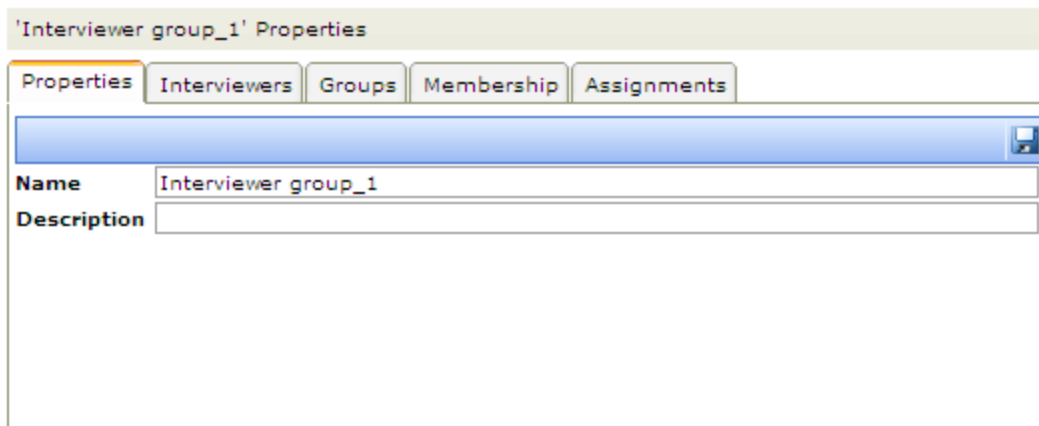 'Interviewer group_1' Properties
Properties Interviewers Groups Membership Assignments
Name Interviewer group_1
Description